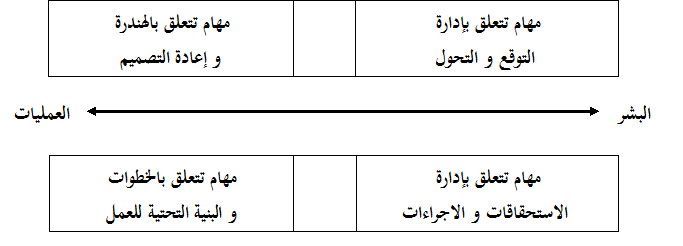 مهام تتعلق بإدارة
التوقع و التحول
مهام تتعلق بالهندرة
و إعادة التصميم
البشر
العمليات
مهام تتعلق بإدارة
الاستحقاقات و الاجراءات
مهام تتعلق بالخطوات
و البنية التحتية للعمل